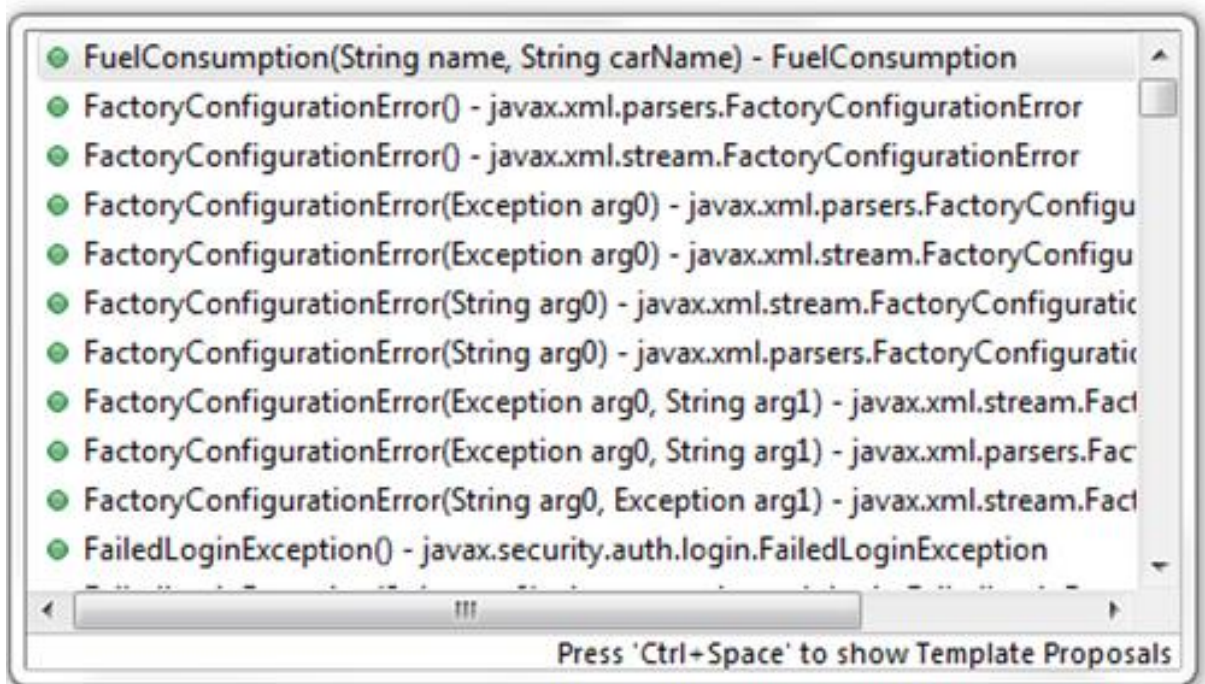 FuelConsumption(String name, String carName) - FuelConsumption
FactoryConfigurationError() - javax.xml.parsers.FactoryConfigurationError
FactoryConfigurationError() - javax.xml.stream.FactoryConfigurationError
FactoryConfigurationError(Exception arg0) - javax.xml.parsers.FactoryConfigu
FactoryConfigurationError(Exception arg0) - javax.xml.stream.FactoryConfigu
FactoryConfigurationError(String arg0) - javax.xml.stream.FactoryConfiguratic
FactoryConfigurationError(String arg0) - javax.xml.parsers.FactoryConfiguratic
FactoryConfigurationError(Exception arg0, String arg1) - javax.xml.stream.Fact
FactoryConfigurationError(Exception arg0, String arg1) - javax.xml.parsers.Fac
FactoryConfigurationError(String arg0, Exception arg1) - javax.xml.stream.Fact
FailedLoginException() - javax.security.auth.login.FailedLoginException
Press 'Ctrl+Space' to show Template Proposals